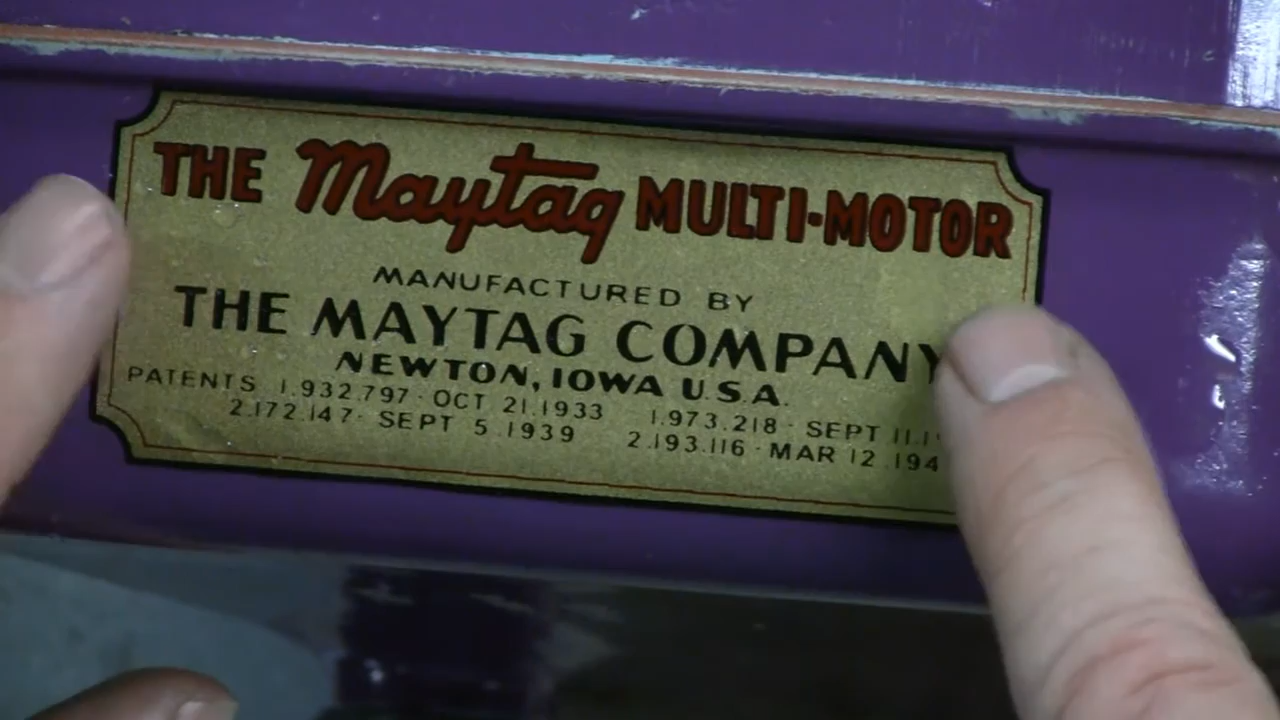 THE Maytag MULTI-MOTOR
MANUFACTURED BY
THE MAYTAG COMPANY
NEWTON, IOWA U.S.A.
PATENTS 1.932.797 · OCT 21.1933 1.973.218 · SEPT
2.172.147 · SEPT 5.1939 2.193.116 · MAR 12